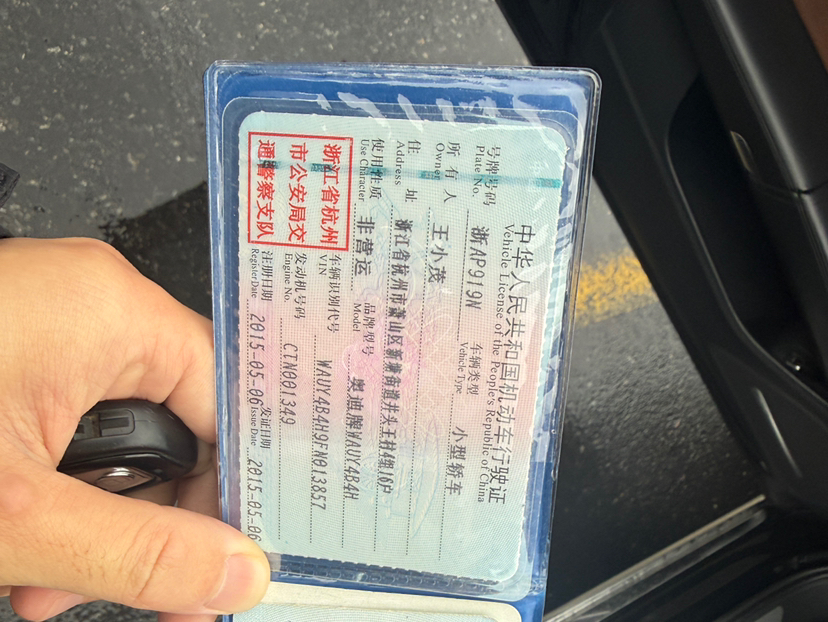 中华人民共和国机动车行驶证
Vehicle License of the People's Republic of China
号牌号码 浙AP919N 车辆类型 小型轿车
Plate No. Vehicle Type
所有人 王小茂
Owner
住址 浙江省杭州市萧山区新塘街道井头王村4组16户
Address
使用性质 非营运 品牌型号 奥迪牌WAUY4B4H
Use Character Model
浙江省杭州
市公安局交
通警察支队
车辆识别代号 WAUY4B4H9FN013857
VIN
发动机号码 CTN001349
Engine No.
注册日期 2015-05-06 发证日期 2015-05-06
Register Date Issue Date